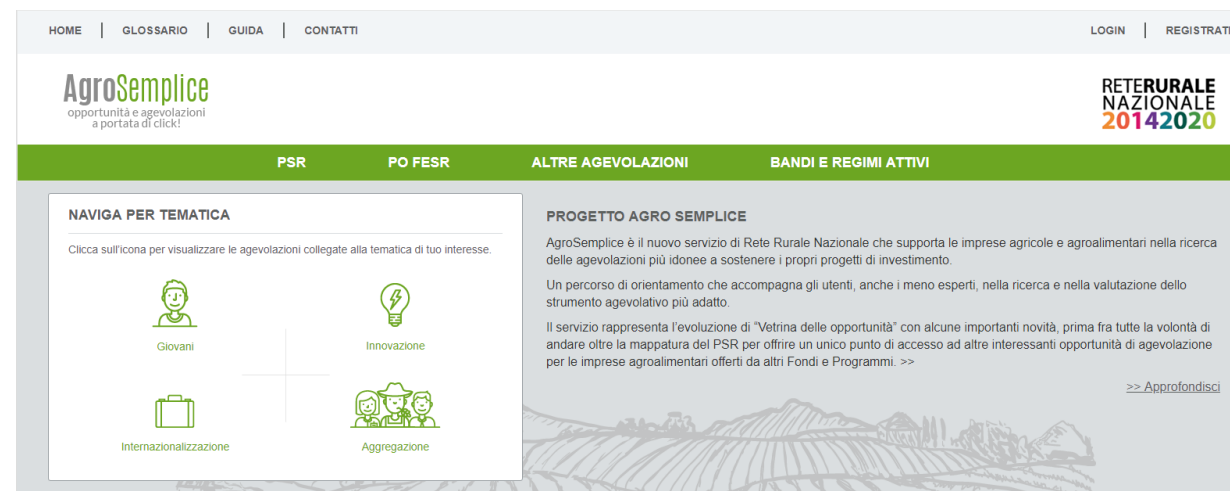 HOME | GLOSSARIO | GUIDA | CONTATTI
LOGIN | REGISTRATI
AgroSemplice
opportunità e agevolazioni
a portata di click!
RETERURALE
NAZIONALE
20142020
PSR PO FESR ALTRE AGEVOLAZIONI BANDI E REGIMI ATTIVI
NAVIGA PER TEMATICA
Clicca sull'icona per visualizzare le agevolazioni collegate alla tematica di tuo interesse.
Giovani
Innovazione
Internazionalizzazione
Aggregazione
PROGETTO AGRO SEMPLICE
AgroSemplice è il nuovo servizio di Rete Rurale Nazionale che supporta le imprese agricole e agroalimentari nella ricerca
delle agevolazioni più idonee a sostenere i propri progetti di investimento.
Un percorso di orientamento che accompagna gli utenti, anche i meno esperti, nella ricerca e nella valutazione dello
strumento agevolativo più adatto.
Il servizio rappresenta l'evoluzione di "Vetrina delle opportunità" con alcune importanti novità, prima fra tutte la volontà di
andare oltre la mappatura del PSR per offrire un unico punto di accesso ad altre interessanti opportunità di agevolazione
per le imprese agroalimentari offerti da altri Fondi e Programmi. >>
>> Approfondisci